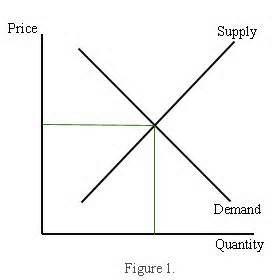 Price
Supply
Demand
Quantity
Figure 1.